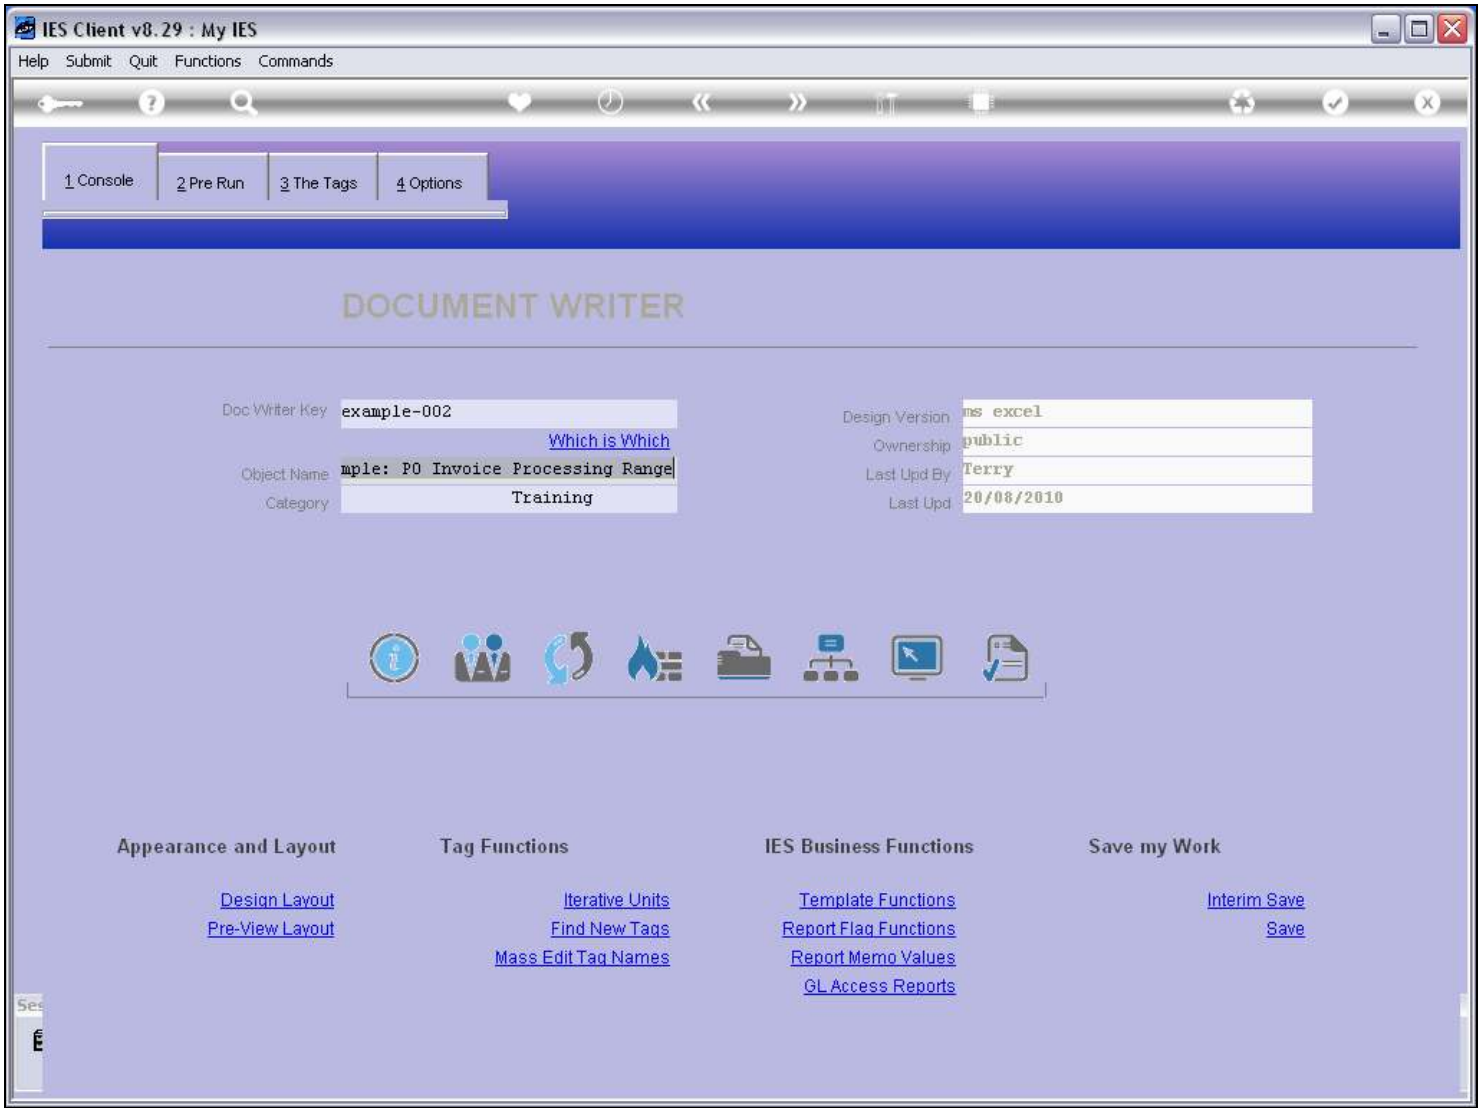 IES Client v8.29 : My IES
Help Submit Quit Functions Commands
1 Console
2 Pre Run
3 The Tags
4 Options
DOCUMENT WRITER
Doc Writer Key example-002
Which is Which
Object Name mple: PO Invoice Processing Range
Category Training
Design Version ms excel
Ownership public
Last Upd By Terry
Last Upd 20/08/2010
Appearance and Layout
Design Layout
Pre-View Layout
Tag Functions
Iterative Units
Find New Tags
Mass Edit Tag Names
IES Business Functions
Template Functions
Report Flag Functions
Report Memo Values
GL Access Reports
Save my Work
Interim Save
Save
Ses